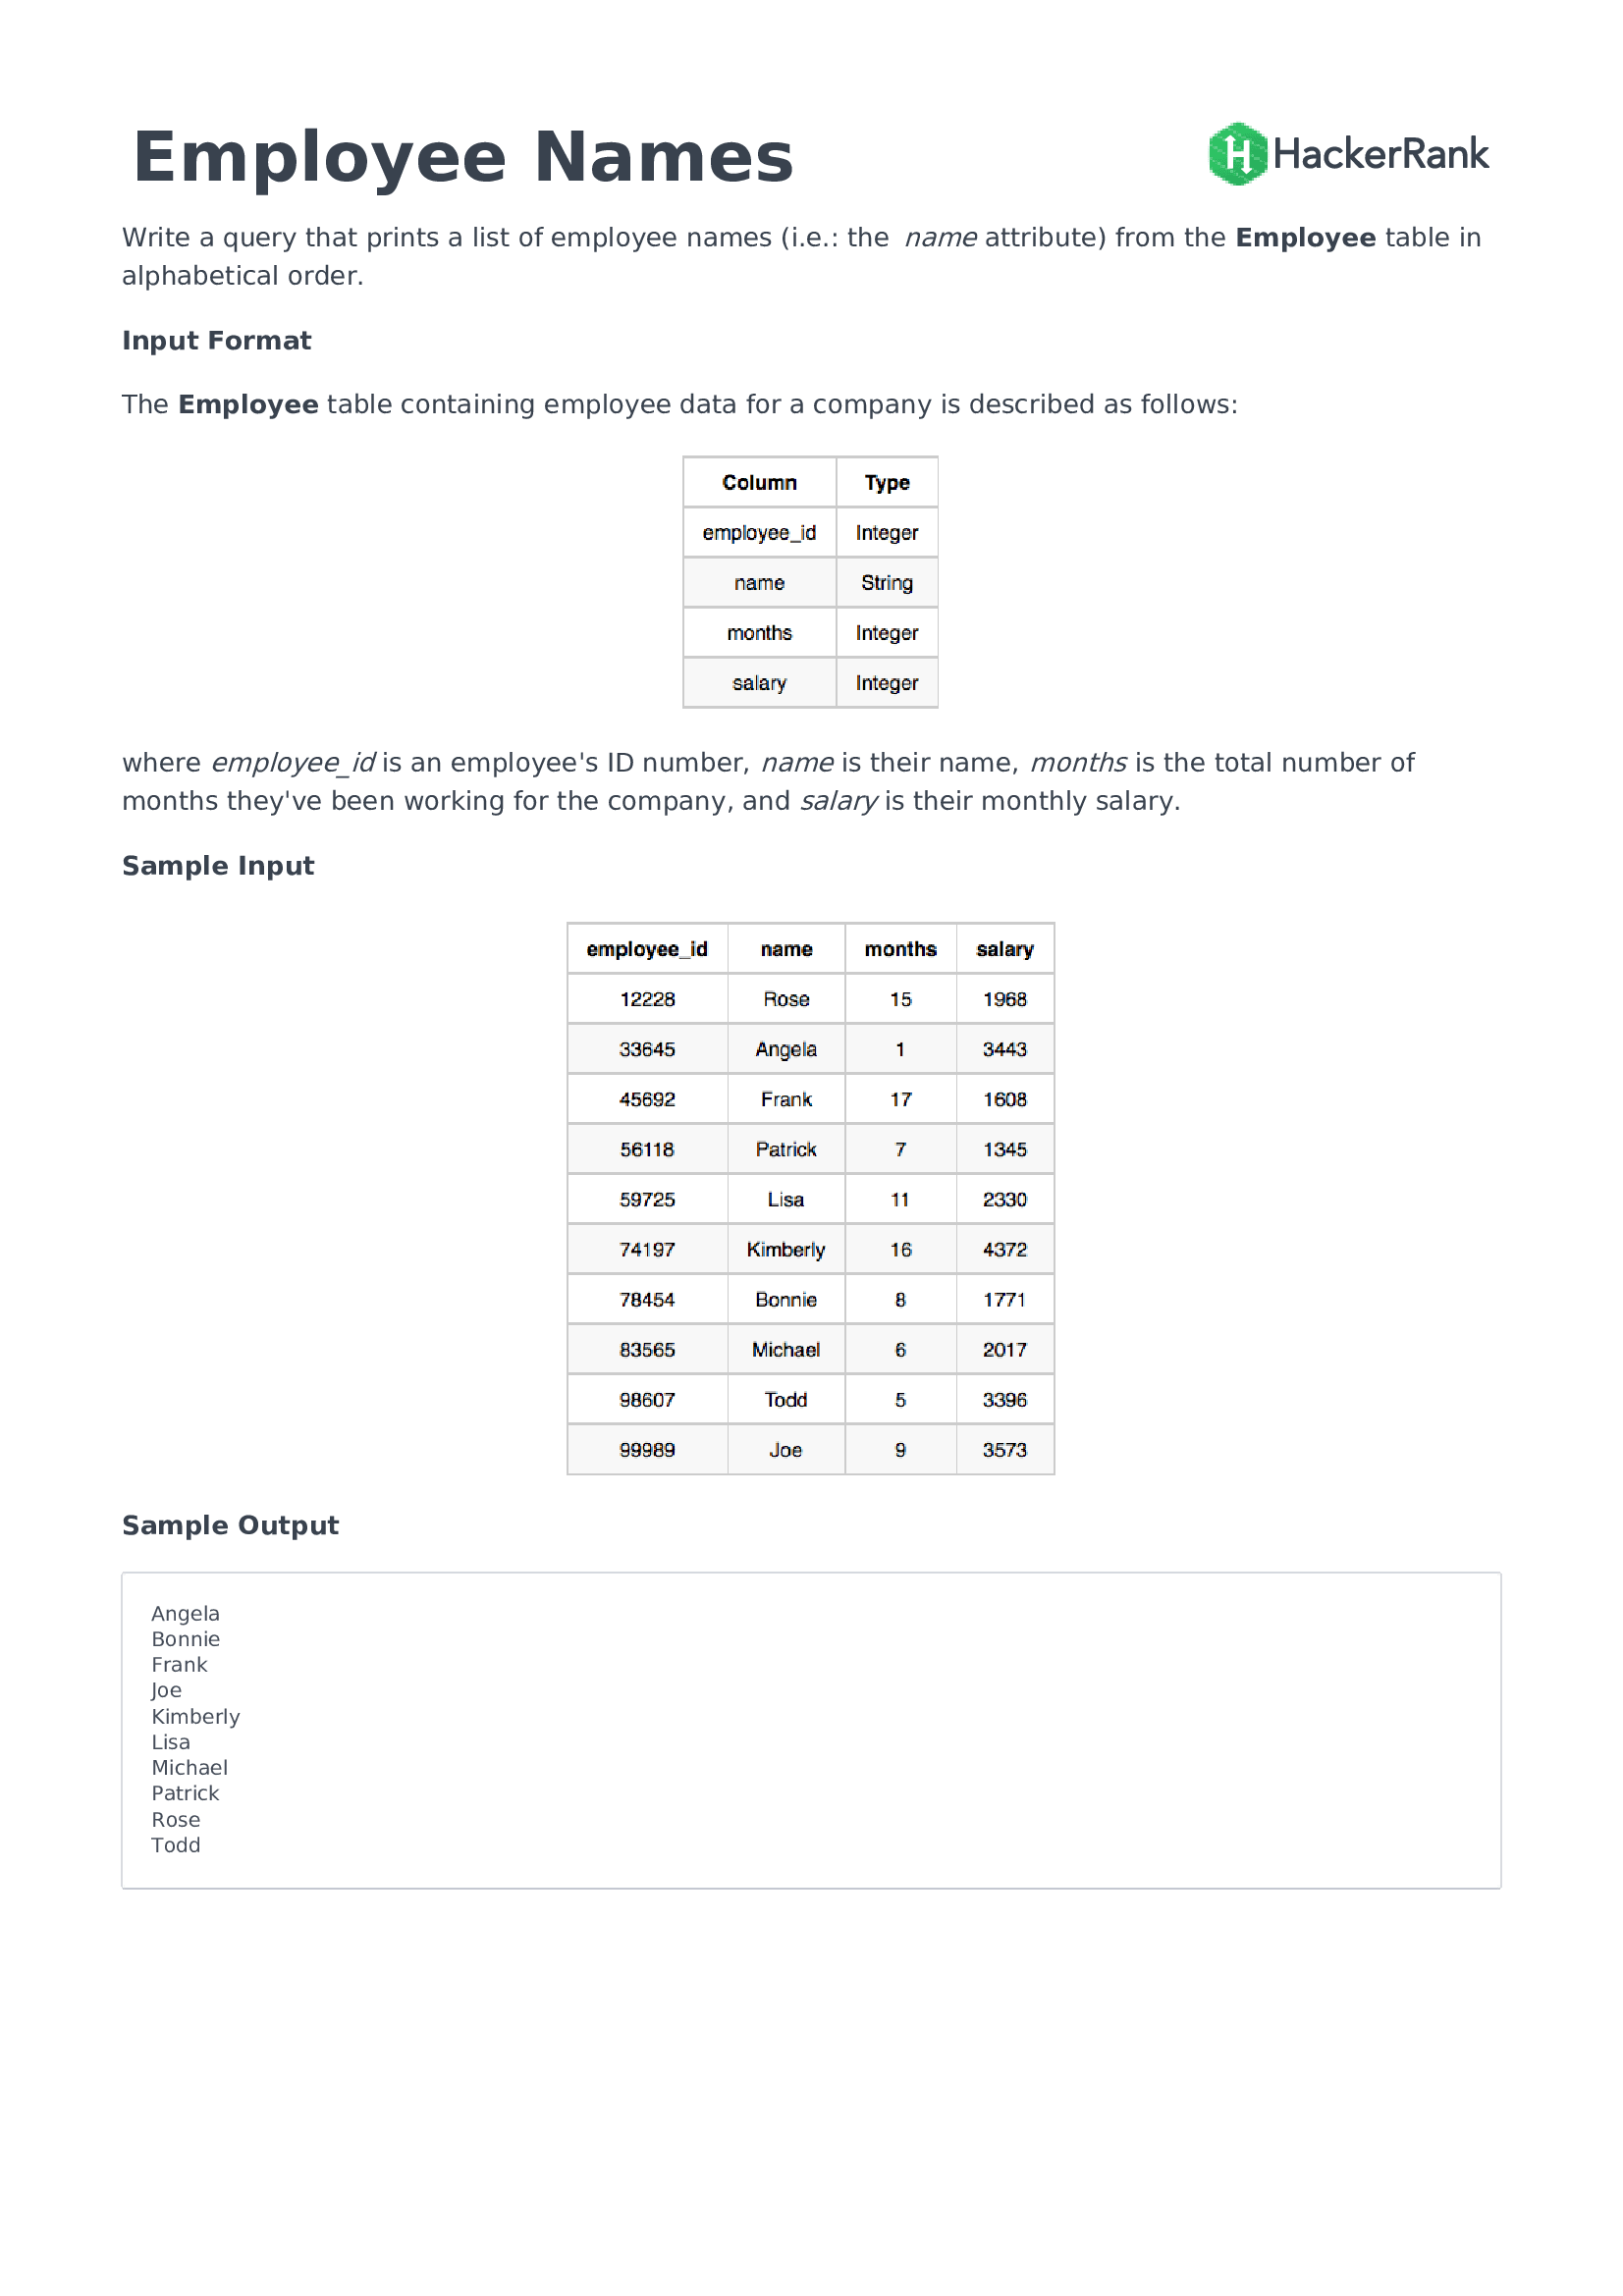 Employee Names
HackerRank
Write a query that prints a list of employee names (i.e.: the name attribute) from the Employee table in
alphabetical order.
Input Format
The Employee table containing employee data for a company is described as follows:
Column Type
employee_id Integer
name String
months Integer
salary Integer
where employee_id is an employee's ID number, name is their name, months is the total number of
months they've been working for the company, and salary is their monthly salary.
Sample Input
employee_id name months salary
12228 Rose 15 1968
33645 Angela 1 3443
45692 Frank 17 1608
56118 Patrick 7 1345
59725 Lisa 11 2330
74197 Kimberly 16 4372
78454 Bonnie 8 1771
83565 Michael 6 2017
98607 Todd 5 3396
99989 Joe 9 3573
Sample Output
Angela
Bonnie
Frank
Joe
Kimberly
Lisa
Michael
Patrick
Rose
Todd